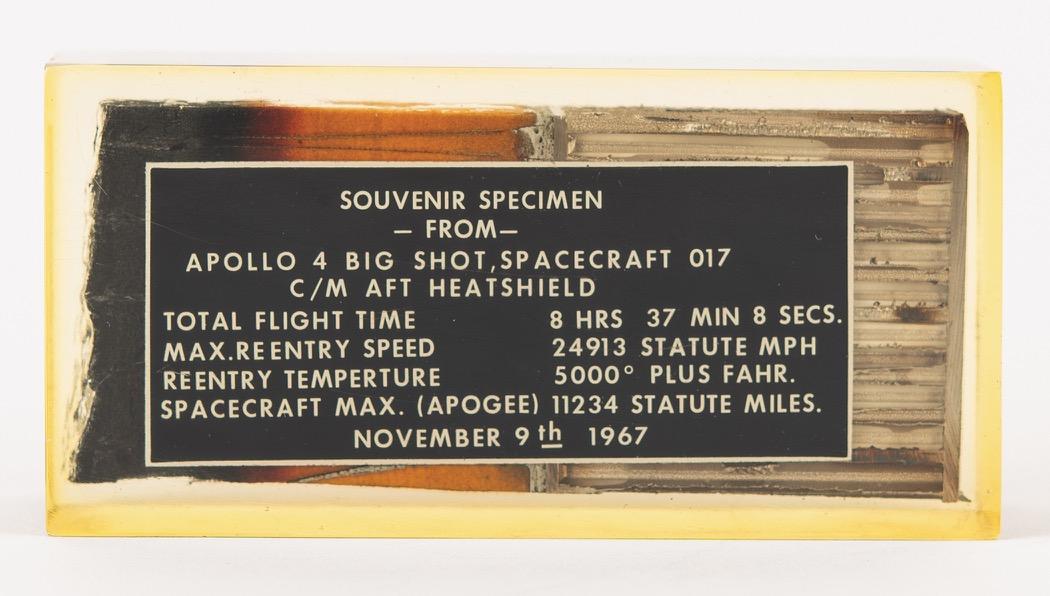 SOUVENIR SPECIMEN
— FROM—
APOLLO 4 BIG SHOT,SPACECRAFT 017
C/M AFT HEATSHIELD
TOTAL FLIGHT TIME 8 HRS 37 MIN 8 SECS.
MAX.REENTRY SPEED 24913 STATUTE MPH
REENTRY TEMPERTURE 5000° PLUS FAHR.
SPACECRAFT MAX. (APOGEE) 11234 STATUTE MILES.
NOVEMBER 9th 1967